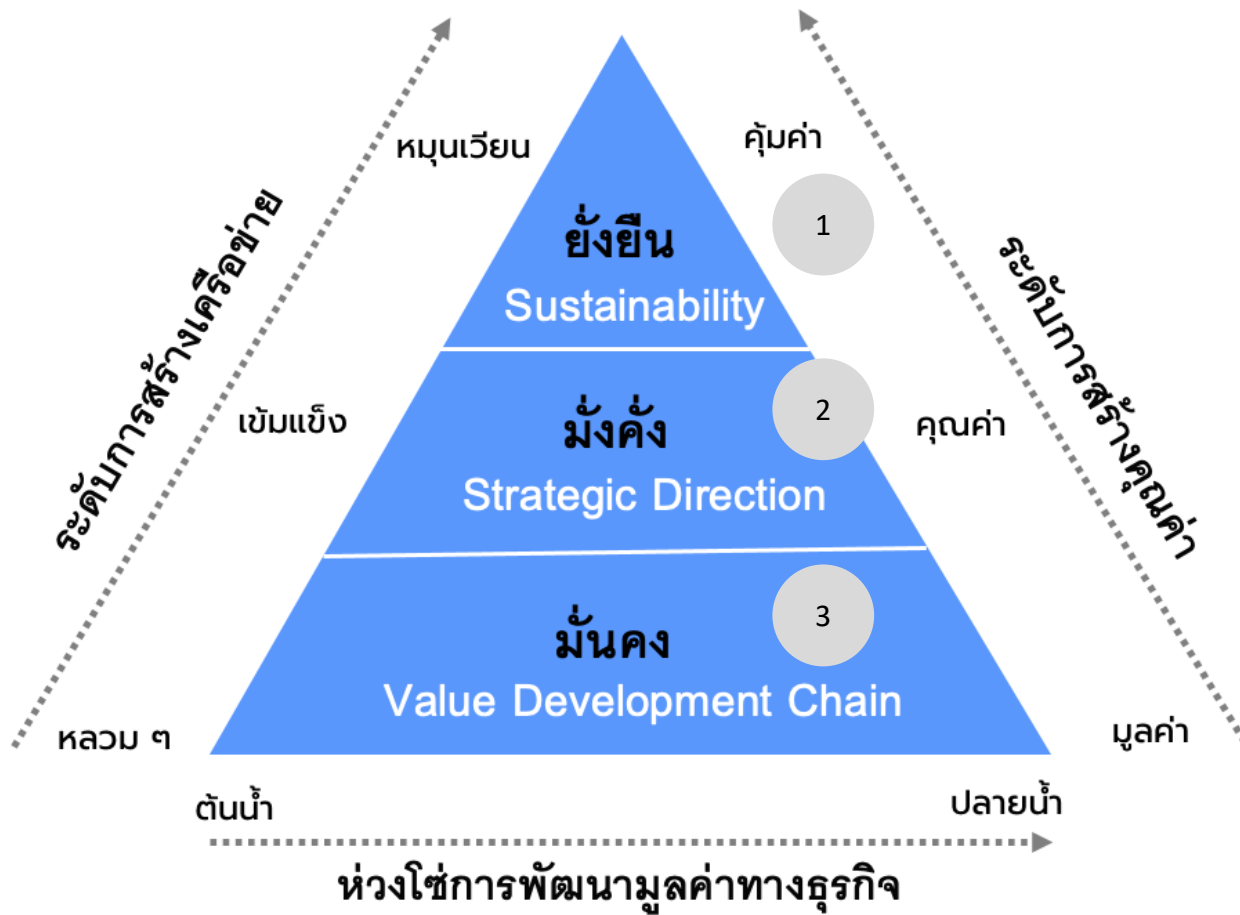 หมุนเวียน
คุ้มค่า
1
ยั่งยืน
Sustainability
ระดับการสร้างเครือข่าย
ระดับการสร้างคุณค่า
เข้มแข็ง
มั่งคั่ง
2
คุณค่า
Strategic Direction
3
มั่นคง
Value Development Chain
หลวม ๆ
มูลค่า
ต้นน้ำ
ปลายน้ำ
ห่วงโซ่การพัฒนามูลค่าทางธุรกิจ